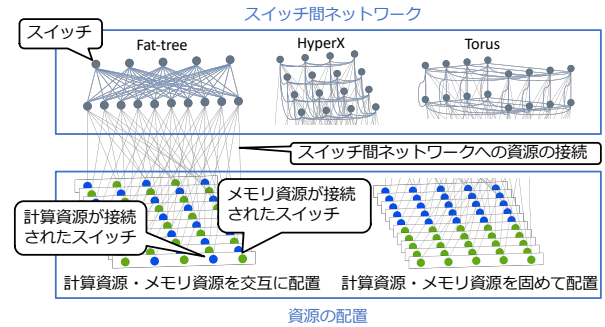 スイッチ間ネットワーク
スイッチ
Fat-tree
HyperX
Torus
スイッチ間ネットワークへの資源の接続
メモリ資源が接続
されたスイッチ
計算資源が接続
されたスイッチ
計算資源・メモリ資源を交互に配置
計算資源・メモリ資源を固めて配置
資源の配置